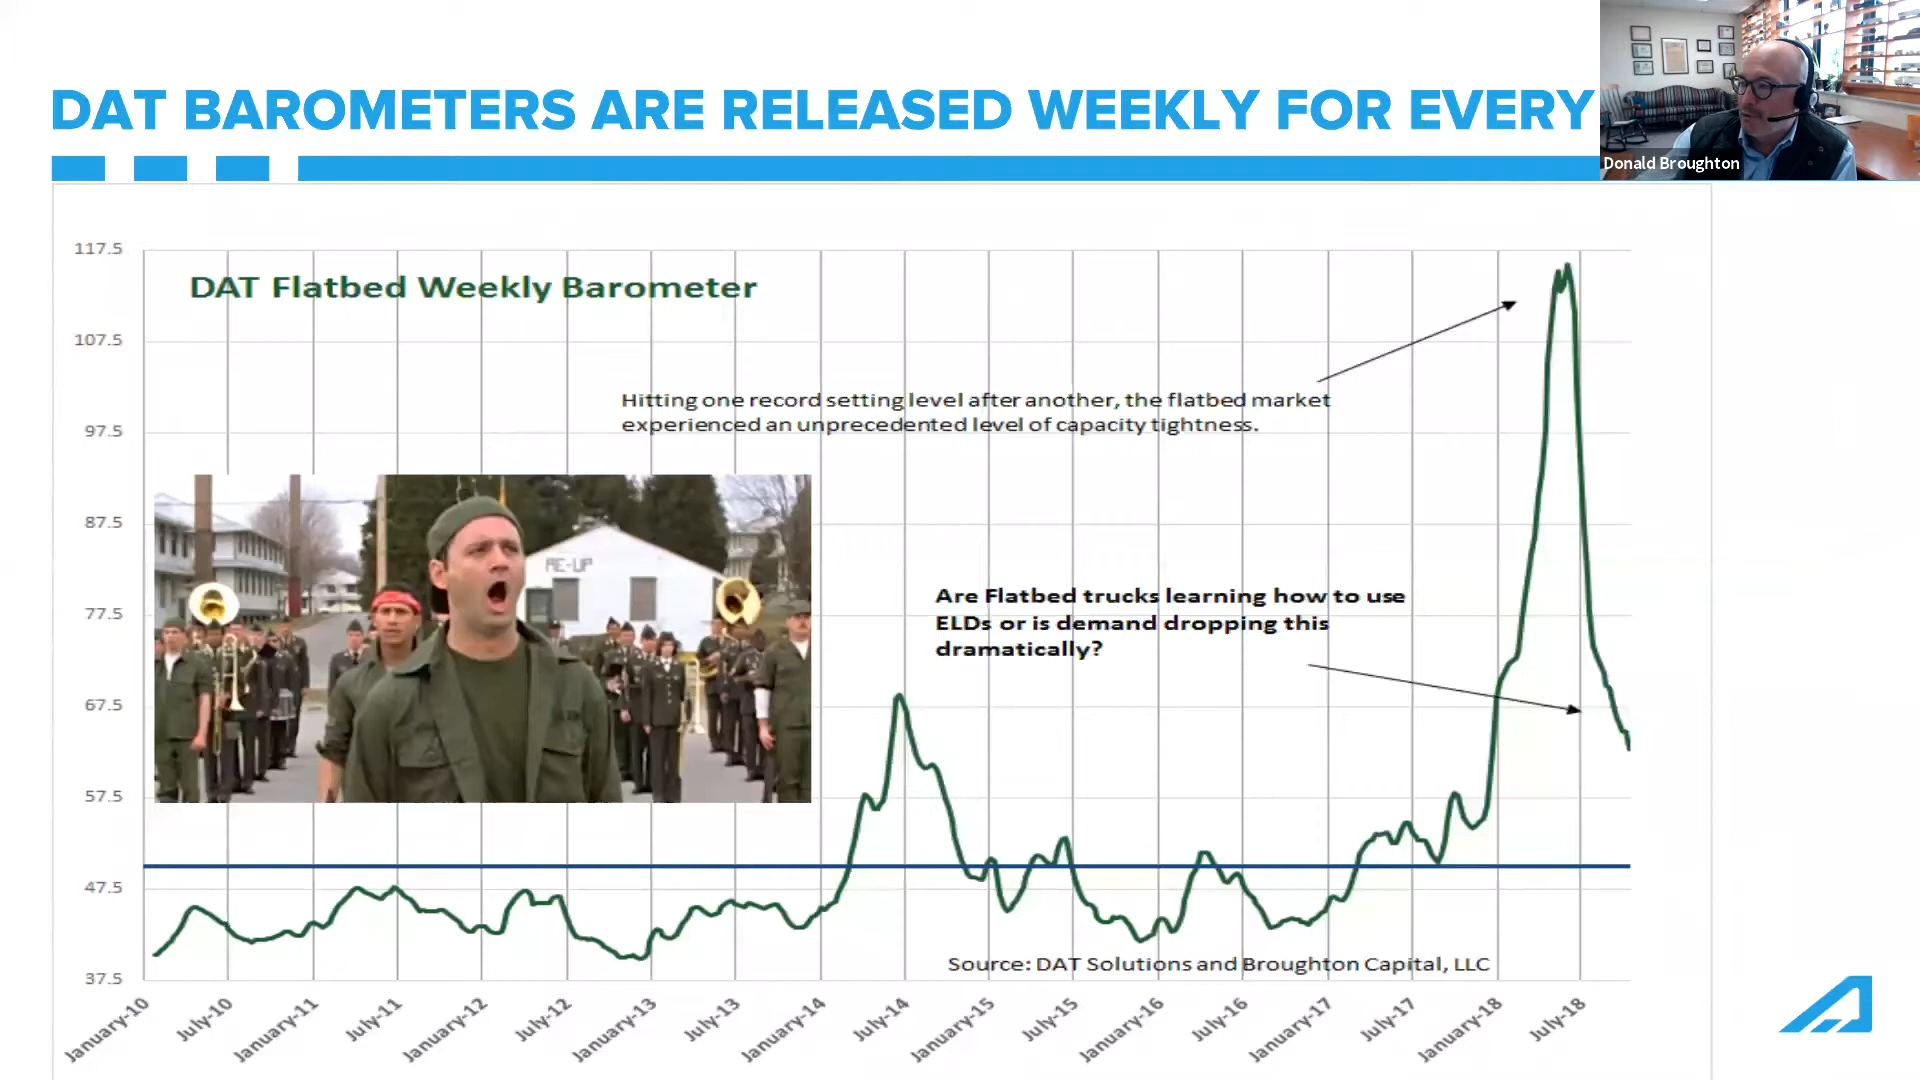 DAT BAROMETERS ARE RELEASED WEEKLY FOR EVERY
Donald Broughton
DAT Flatbed Weekly Barometer
117.5
107.5
97.5
87.5
77.5
67.5
57.5
47.5
37.5
Hitting one record setting level after another, the flatbed market
experienced an unprecedented level of capacity tightness.
RE-UP
Are Flatbed trucks learning how to use
ELDs or is demand dropping this
dramatically?
Source: DAT Solutions and Broughton Capital, LLC
January-10
July-10
January-11
July-11
January-12
July-12
January-13
July-13
January-14
July-14
January-15
July-15
January-16
July-16
January-17
July-17
January-18
July-18